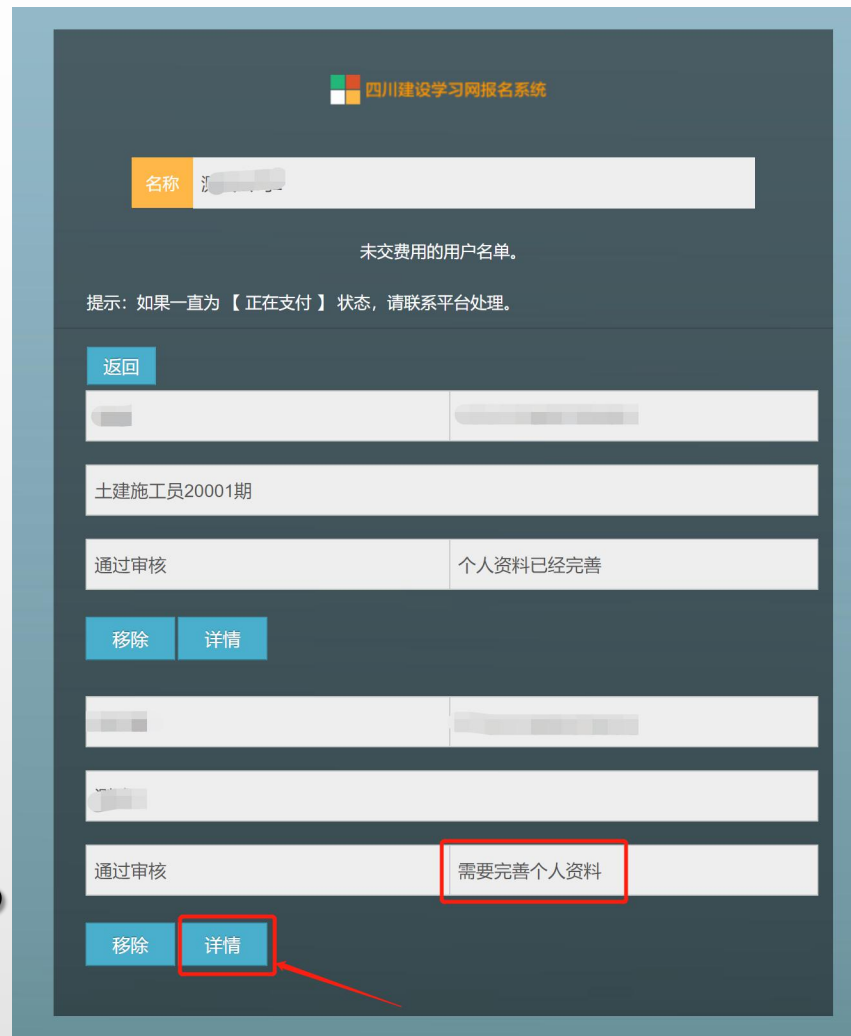 四川建设学习网报名系统
名称
未交费用的用户名单。
提示：如果一直为【 正在支付 】 状态，请联系平台处理。
返回
土建施工员20001期
通过审核 个人资料已经完善
移除 详情
通过审核 需要完善个人资料
移除 详情